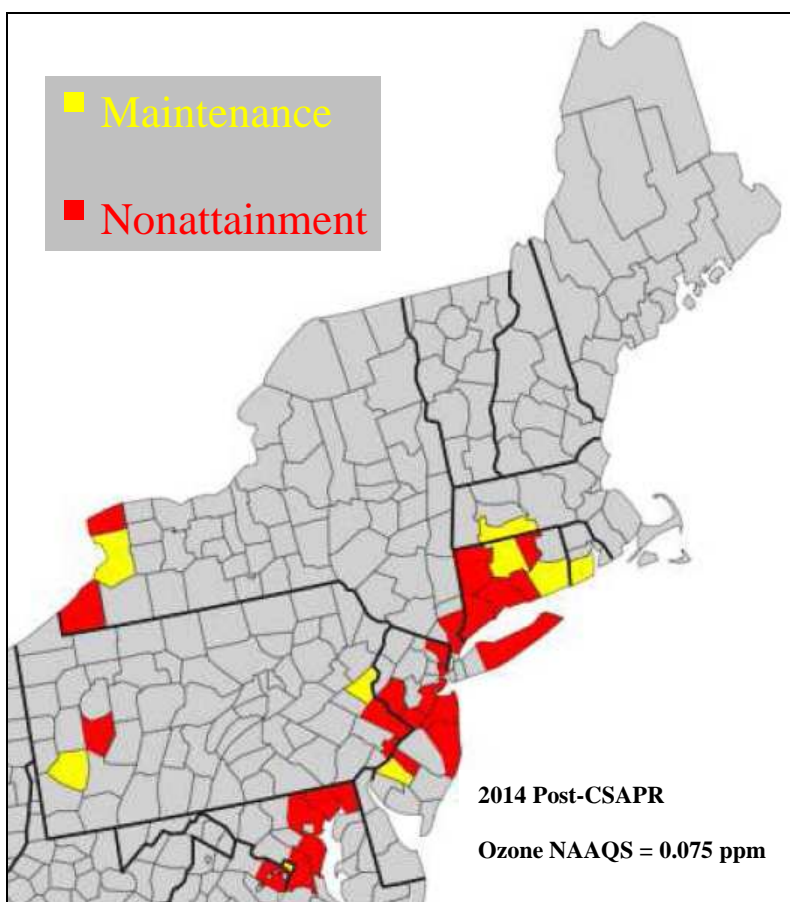 Maintenance
Nonattainment
2014 Post-CSAPR
Ozone NAAQS = 0.075 ppm